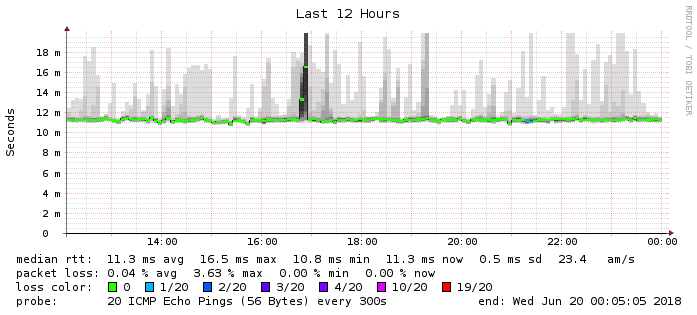 Last 12 Hours
RRDTOOL / TOBI OETIKER
Seconds
18 m
16 m
14 m
12 m
10 m
8 m
6 m
4 m
2 m
0
14:00 16:00 18:00 20:00 22:00 00:00
median rtt: 11.3 ms avg 16.5 ms max 10.8 ms min 11.3 ms now 0.5 ms sd 23.4 am/s
packet loss: 0.04 % avg 3.63 % max 0.00 % min 0.00 % now
loss color: 0 1/20 2/20 3/20 4/20 10/20 19/20
probe: 20 ICMP Echo Pings (56 Bytes) every 300s end: Wed Jun 20 00:05:05 2018